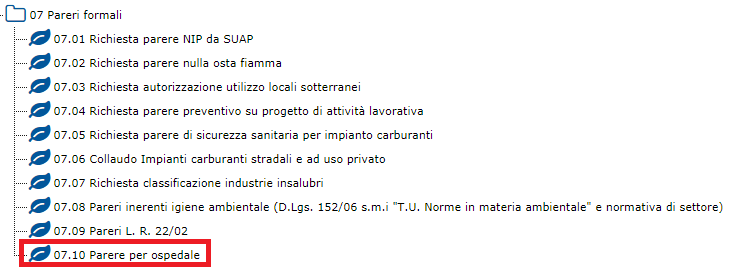 07 Pareri formali
07.01 Richiesta parere NIP da SUAP
07.02 Richiesta parere nulla osta fiamma
07.03 Richiesta autorizzazione utilizzo locali sotterranei
07.04 Richiesta parere preventivo su progetto di attività lavorativa
07.05 Richiesta parere di sicurezza sanitaria per impianto carburanti
07.06 Collaudo Impianti carburanti stradali e ad uso privato
07.07 Richiesta classificazione industrie insalubri
07.08 Pareri inerenti igiene ambientale (D.Lgs. 152/06 s.m.i "T.U. Norme in materia ambientale" e normativa di settore)
07.09 Pareri L. R. 22/02
07.10 Parere per ospedale